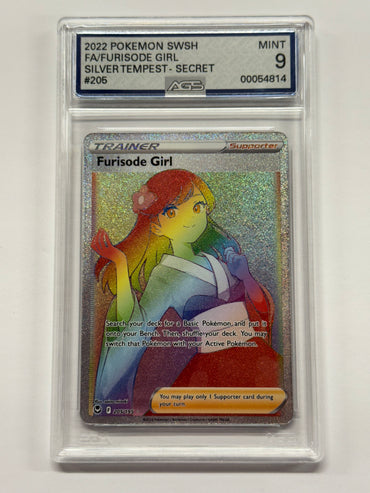 2022 POKEMON SWSH MINT
FA/FURISODE GIRL 9
SILVER TEMPEST - SECRET
#205 AGS 00054814
TRAINER Supporter
Furisode Girl
Search your deck for a Basic Pokémon and put it
onto your Bench. Then, shuffle your deck. You may
switch that Pokémon with your Active Pokémon.
You may play only 1 Supporter card during
your turn.
205/195